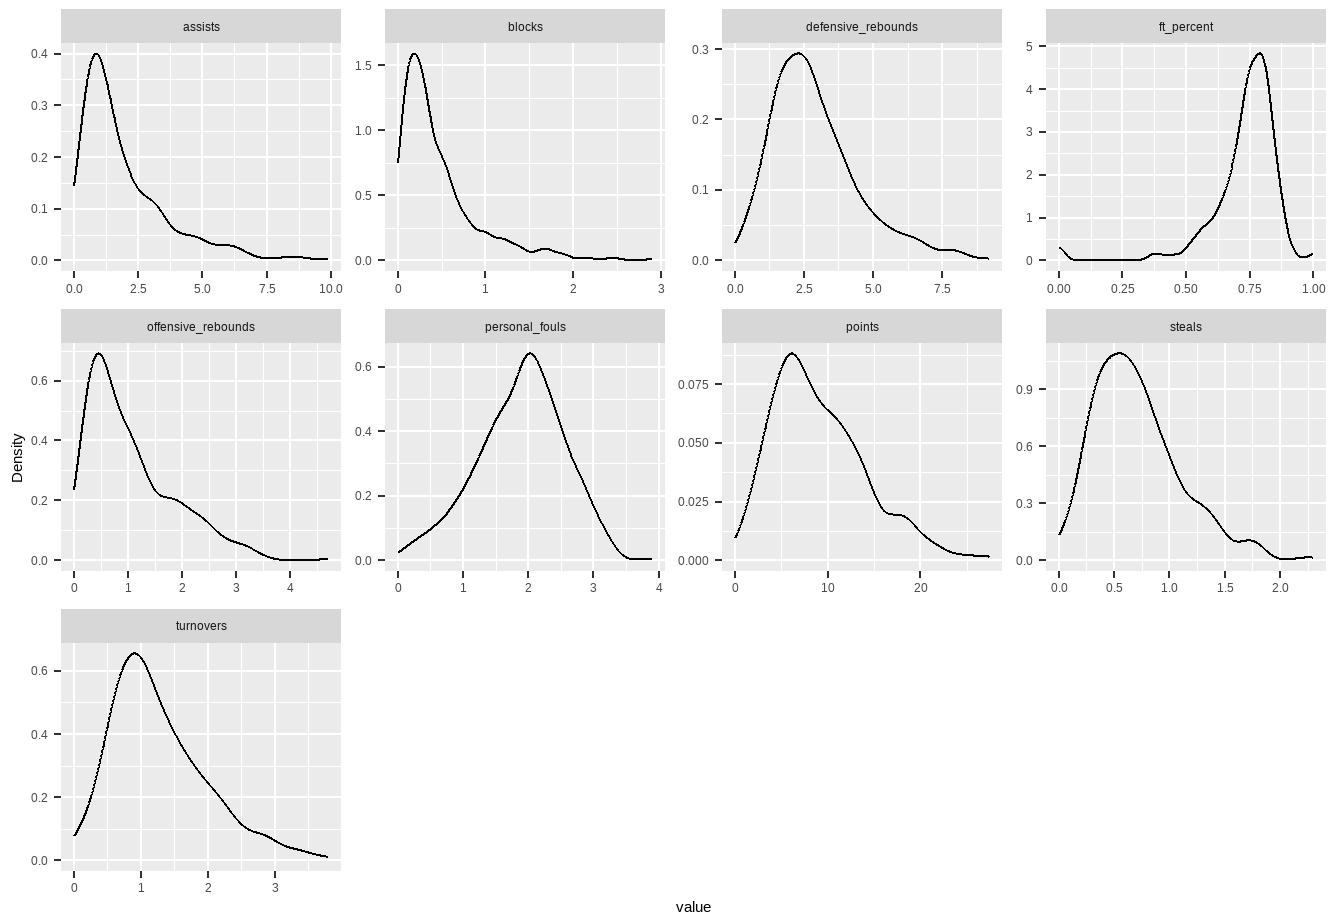 assists blocks defensive_rebounds ft_percent
0.4
0.3
0.2
0.1
0.0
0.0 2.5 5.0 7.5 10.0
1.5
1.0
0.5
0.0
0 1 2 3
0.3
0.2
0.1
0.0
0.0 2.5 5.0 7.5
5
4
3
2
1
0
0.00 0.25 0.50 0.75 1.00
offensive_rebounds personal_fouls points steals
0.6
0.4
0.2
0.0
0 1 2 3 4
0.6
0.4
0.2
0.0
0 1 2 3 4
0.075
0.050
0.025
0.000
0 10 20
0.9
0.6
0.3
0.0
0.0 0.5 1.0 1.5 2.0
turnovers
0.6
0.4
0.2
0.0
0 1 2 3
Density
value